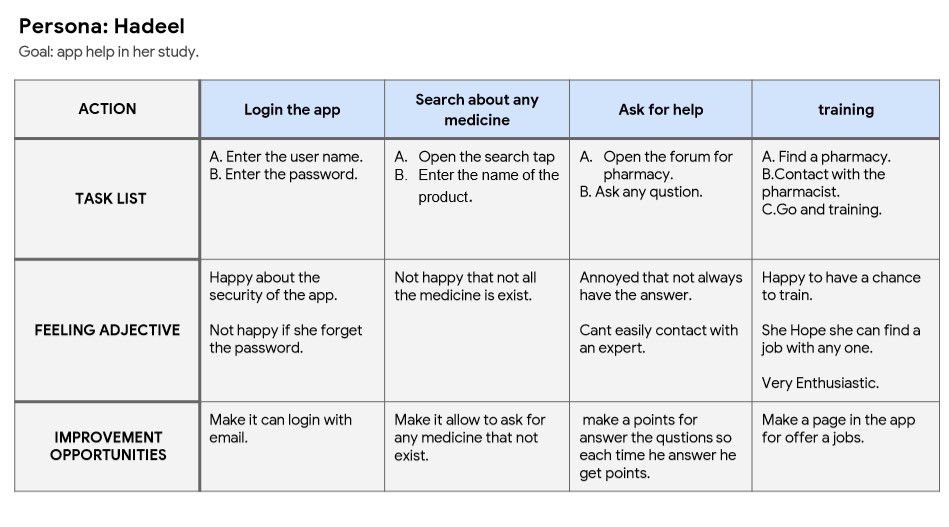 Persona: Hadeel
Goal: app help in her study.
ACTION
Login the app
Search about any
medicine
Ask for help
training
TASK LIST
A. Enter the user name.
B. Enter the password.
A. Open the search tap
B. Enter the name of the
product.
A. Open the forum for
pharmacy.
B. Ask any qustion.
A. Find a pharmacy.
B.Contact with the
pharmacist.
C.Go and training.
FEELING ADJECTIVE
Happy about the
security of the app.
Not happy if she forget
the password.
Not happy that not all
the medicine is exist.
Annoyed that not always
have the answer.
Cant easily contact with
an expert.
Happy to have a chance
to train.
She Hope she can find a
job with any one.
Very Enthusiastic.
IMPROVEMENT
OPPORTUNITIES
Make it can login with
email.
Make it allow to ask for
any medicine that not
exist.
make a points for
answer the qustions so
each time he answer he
get points.
Make a page in the app
for offer a jobs.